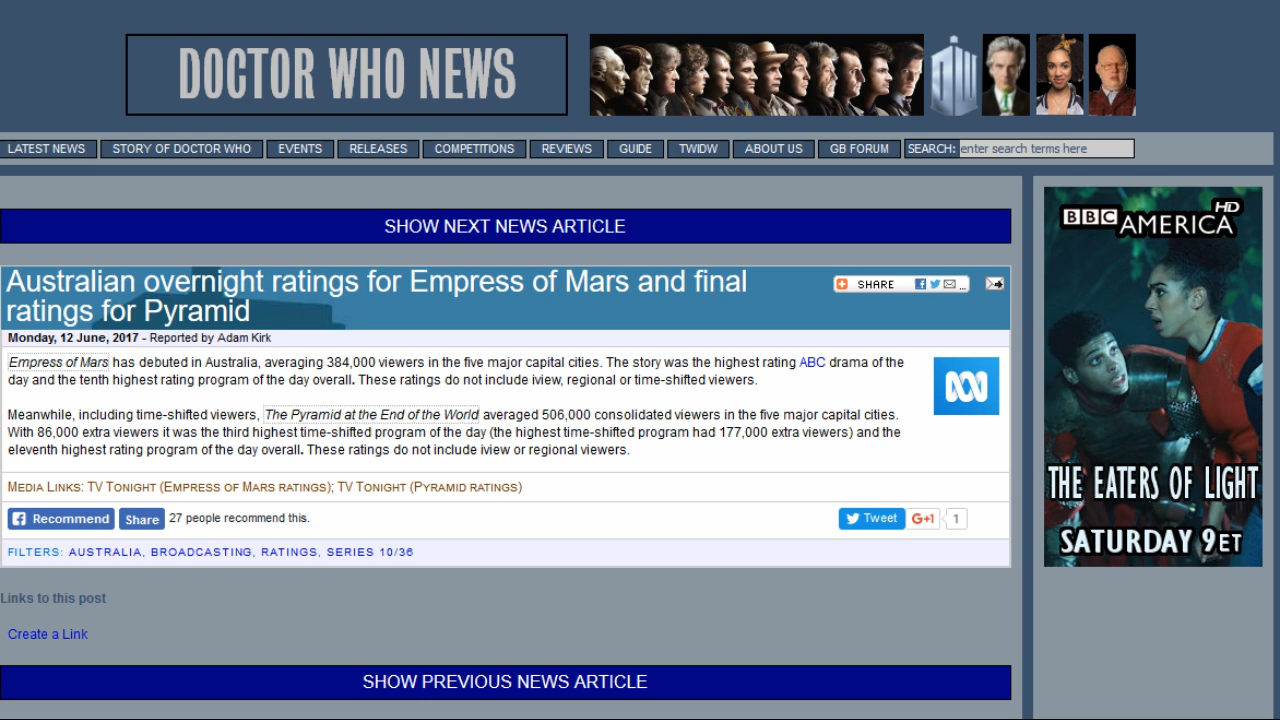 DOCTOR WHO NEWS
DW
LATEST NEWS STORY OF DOCTOR WHO EVENTS RELEASES COMPETITIONS REVIEWS GUIDE TWIDW ABOUT US GB FORUM SEARCH: enter search terms here
SHOW NEXT NEWS ARTICLE
Australian overnight ratings for Empress of Mars and final
ratings for Pyramid
SHARE ...
Monday, 12 June, 2017 - Reported by Adam Kirk
Empress of Mars has debuted in Australia, averaging 384,000 viewers in the five major capital cities. The story was the highest rating ABC drama of the
day and the tenth highest rating program of the day overall. These ratings do not include iview, regional or time-shifted viewers.
Meanwhile, including time-shifted viewers, The Pyramid at the End of the World averaged 506,000 consolidated viewers in the five major capital cities.
With 86,000 extra viewers it was the third highest time-shifted program of the day (the highest time-shifted program had 177,000 extra viewers) and the
eleventh highest rating program of the day overall. These ratings do not include iview or regional viewers.
MEDIA LINKS: TV TONIGHT (EMPRESS OF MARS RATINGS); TV TONIGHT (PYRAMID RATINGS)
Recommend Share 27 people recommend this.
Tweet G+1 1
FILTERS: AUSTRALIA, BROADCASTING, RATINGS, SERIES 10/36
Links to this post
Create a Link
SHOW PREVIOUS NEWS ARTICLE
BBC AMERICA HD
THE EATERS OF LIGHT
SATURDAY 9ET